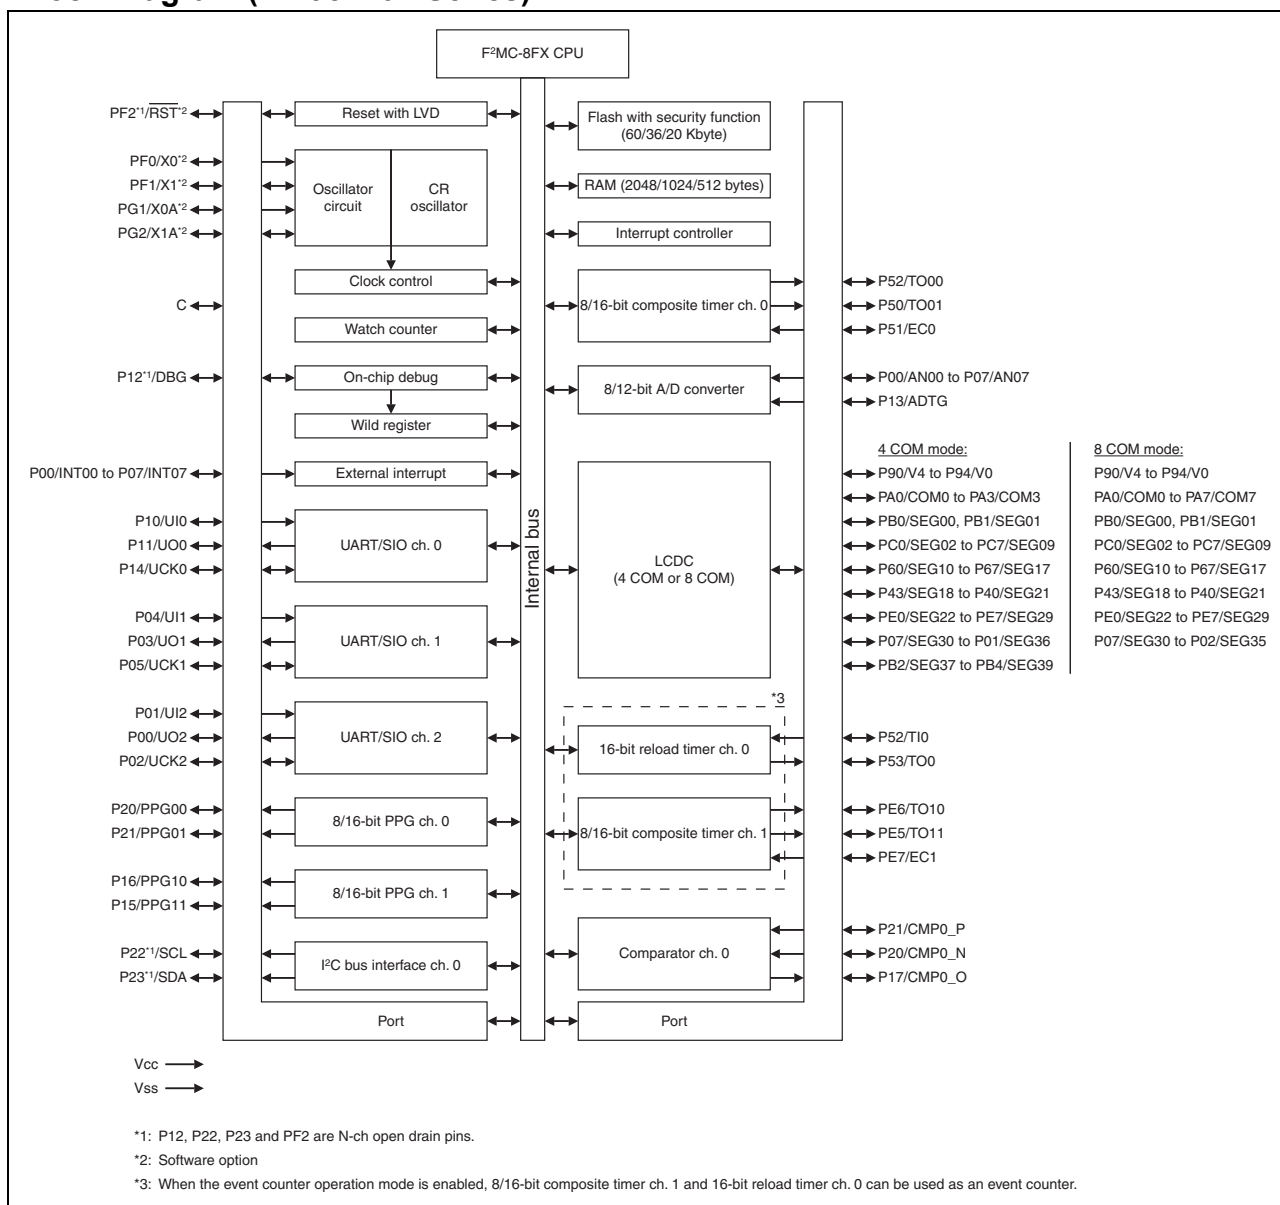 F²MC-8FX CPU
PF2*1/RST*2
Reset with LVD
Flash with security function
(60/36/20 Kbyte)
PF0/X0*2
PF1/X1*2
PG1/X0A*2
PG2/X1A*2
Oscillator
circuit
CR
oscillator
RAM (2048/1024/512 bytes)
Interrupt controller
Clock control
C
Watch counter
8/16-bit composite timer ch. 0
P52/TO00
P50/TO01
P51/EC0
P12*1/DBG
On-chip debug
Wild register
8/12-bit A/D converter
P00/AN00 to P07/AN07
P13/ADTG
P00/INT00 to P07/INT07
External interrupt
P10/UI0
P11/UO0
P14/UCK0
UART/SIO ch. 0
P04/UI1
P03/UO1
P05/UCK1
UART/SIO ch. 1
P01/UI2
P00/UO2
P02/UCK2
UART/SIO ch. 2
P20/PPG00
P21/PPG01
8/16-bit PPG ch. 0
P16/PPG10
P15/PPG11
8/16-bit PPG ch. 1
P22*1/SCL
P23*1/SDA
I²C bus interface ch. 0
Port
Internal bus
LCDC
(4 COM or 8 COM)
4 COM mode:
P90/V4 to P94/V0
PA0/COM0 to PA3/COM3
PB0/SEG00, PB1/SEG01
PC0/SEG02 to PC7/SEG09
P60/SEG10 to P67/SEG17
P43/SEG18 to P40/SEG21
PE0/SEG22 to PE7/SEG29
P07/SEG30 to P01/SEG36
PB2/SEG37 to PB4/SEG39
8 COM mode:
P90/V4 to P94/V0
PA0/COM0 to PA7/COM7
PB0/SEG00, PB1/SEG01
PC0/SEG02 to PC7/SEG09
P60/SEG10 to P67/SEG17
P43/SEG18 to P40/SEG21
PE0/SEG22 to PE7/SEG29
P07/SEG30 to P02/SEG35
*3
16-bit reload timer ch. 0
P52/TI0
P53/TO0
8/16-bit composite timer ch. 1
PE6/TO10
PE5/TO11
PE7/EC1
Comparator ch. 0
P21/CMP0_P
P20/CMP0_N
P17/CMP0_O
Port
Vcc
Vss
*1: P12, P22, P23 and PF2 are N-ch open drain pins.
*2: Software option
*3: When the event counter operation mode is enabled, 8/16-bit composite timer ch. 1 and 16-bit reload timer ch. 0 can be used as an event counter.